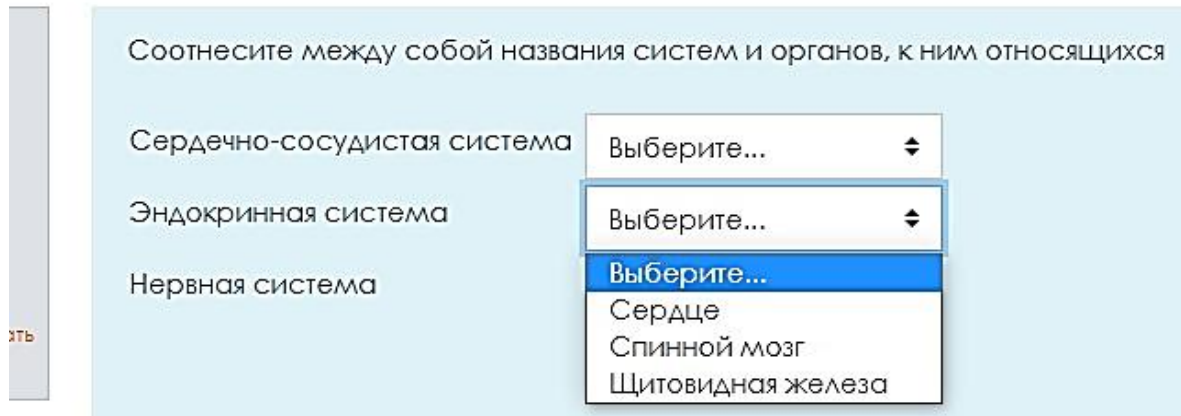 Соотнесите между собой названия систем и органов, к ним относящихся
Сердечно-сосудистая система Выберите...
Эндокринная система Выберите...
Нервная система
Выберите...
Сердце
Спинной мозг
Щитовидная железа
ать